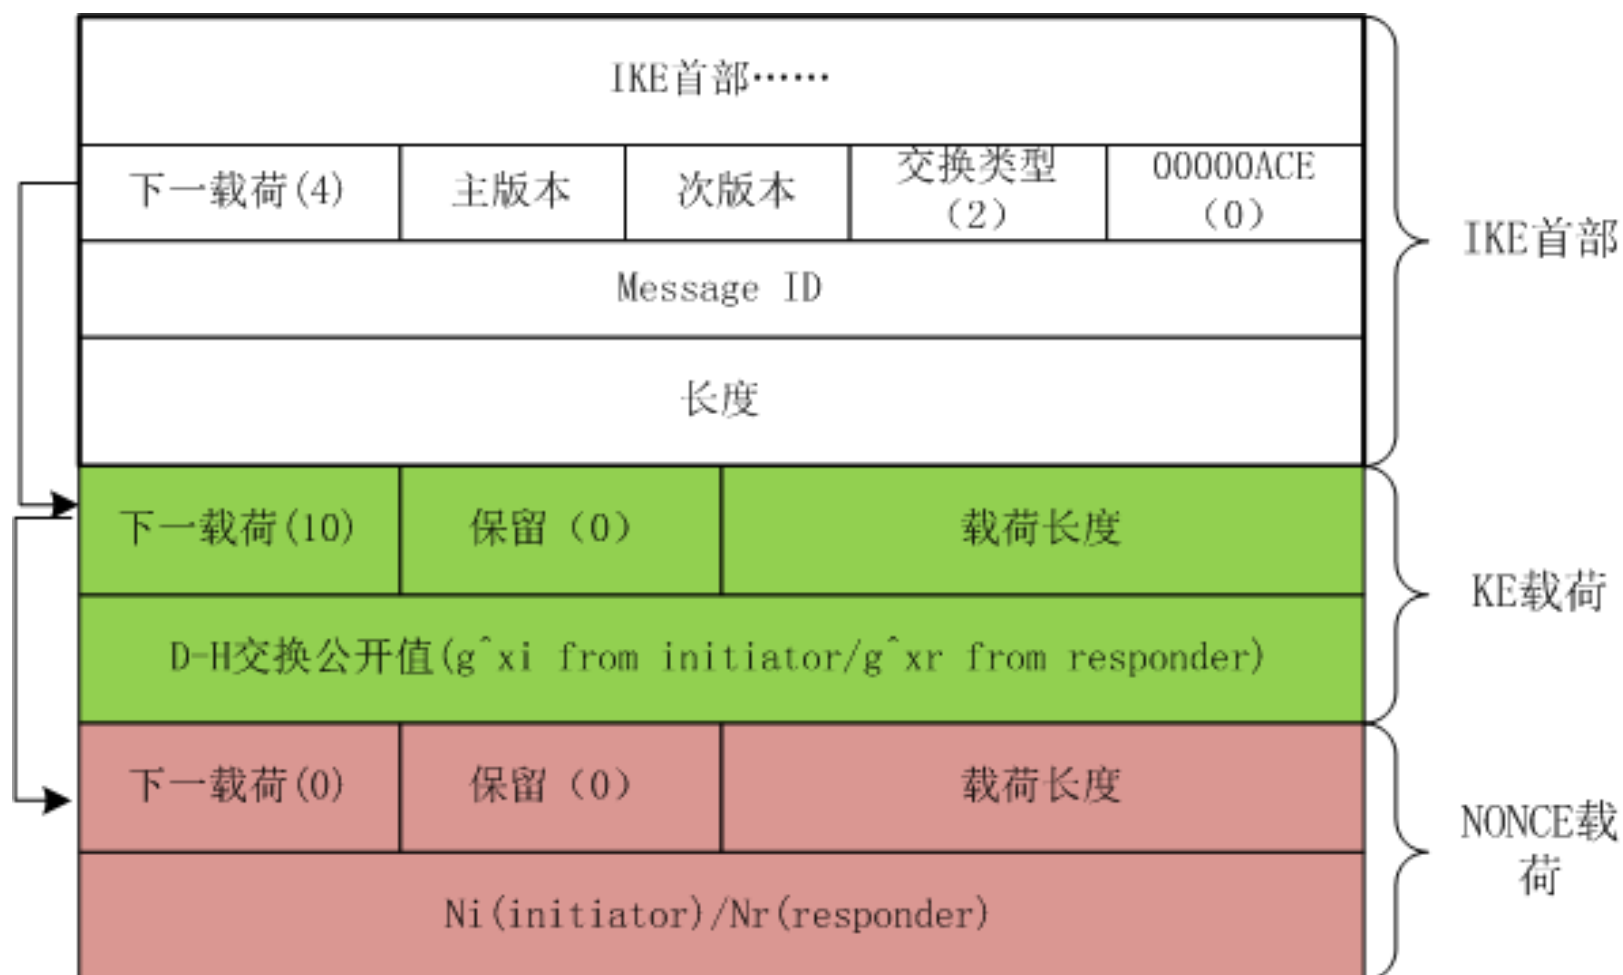 IKE首部……
下一载荷(4)
主版本
次版本
交换类型
（2）
00000ACE
（0）
Message ID
长度
IKE首部
下一载荷(10)
保留（0）
载荷长度
D-H交换公开值(g^xi from initiator/g^xr from responder)
KE载荷
下一载荷(0)
保留（0）
载荷长度
Ni(initiator)/Nr(responder)
NONCE载
荷